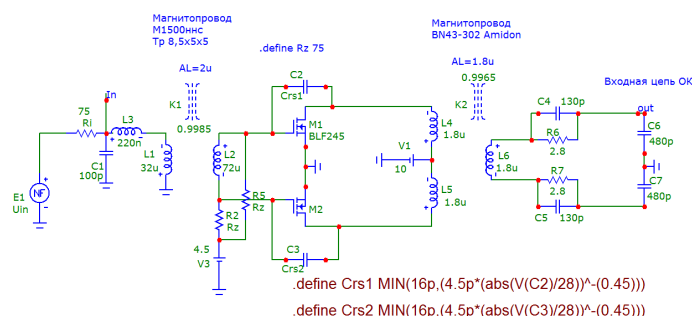 Магнитопровод
М1500ннс
Тр 8,5х5х5
Магнитопровод
BN43-302 Amidon
.define Rz 75
AL=2u
AL=1.8u
Входная цепь ОК
In
K1
0.9985
C2
Crs1
0.9965
K2
C4
130p
out
75
Ri
L3
220n
M1
BLF245
L4
1.8u
R6
2.8
C6
480p
C1
100p
L1
32u
L2
72u
V1
10
L6
1.8u
R7
2.8
C7
480p
E1
Uin
NF
R5
Rz
R2
Rz
M2
L5
1.8u
C5
130p
4.5
V3
C3
Crs2
.define Crs1 MIN(16p,(4.5p*(abs(V(C2)/28))^-(0.45)))
.define Crs2 MIN(16p,(4.5p*(abs(V(C3)/28))^-(0.45)))